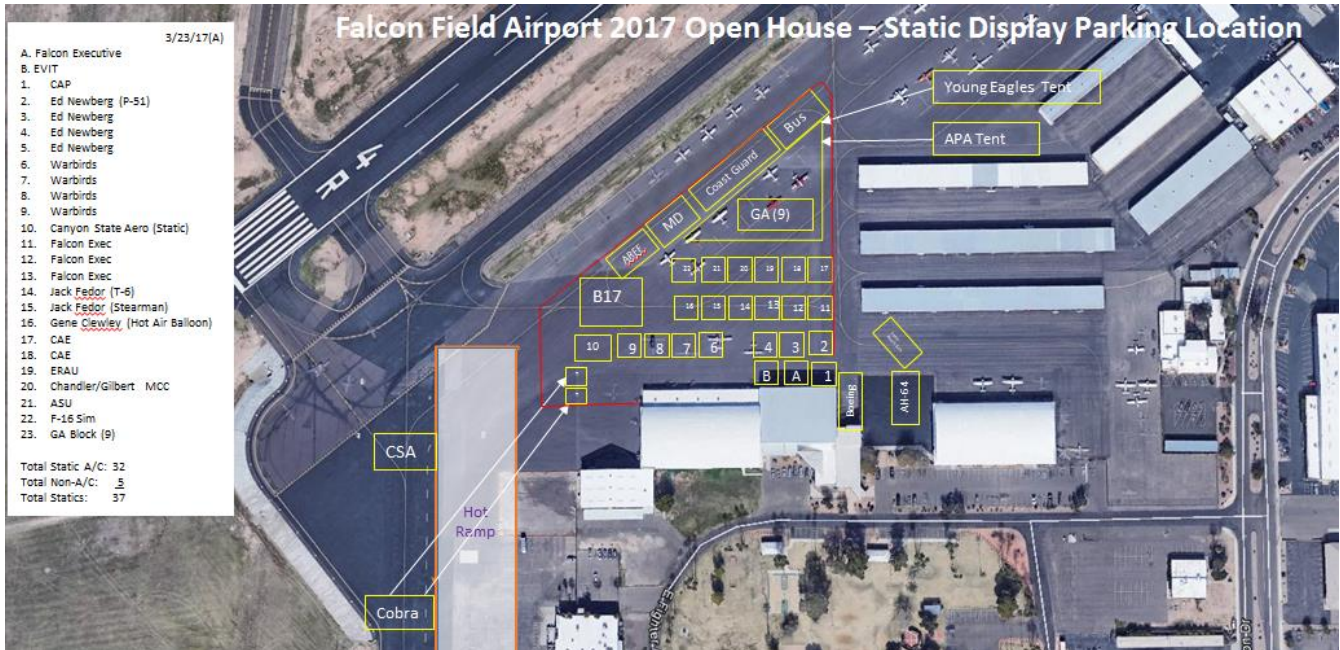 Falcon Field Airport 2017 Open House – Static Display Parking Location
3/23/17(A)
A. Falcon Executive
B. EVIT
1. CAP
2. Ed Newberg (P-51)
3. Ed Newberg
4. Ed Newberg
5. Ed Newberg
6. Warbirds
7. Warbirds
8. Warbirds
9. Warbirds
10. Canyon State Aero (Static)
11. Falcon Exec
12. Falcon Exec
13. Falcon Exec
14. Jack Fedor (T-6)
15. Jack Fedor (Stearman)
16. Gene Clewley (Hot Air Balloon)
17. CAE
18. CAE
19. ERAU
20. Chandler/Gilbert MCC
21. ASU
22. F-16 Sim
23. GA Block (9)
Total Static A/C: 32
Total Non-A/C: 5
Total Statics: 37
4 R
Young Eagles Tent
APA Tent
Bus
Coast Guard
MD
ARFF
GA (9)
22 21 20 19 18 17
B17
16 15 14 13 12 11
10 9 8 7 6 4 3 2
B A 1
Boeing
AH-64
CSA
Hot
Ramp
Cobra